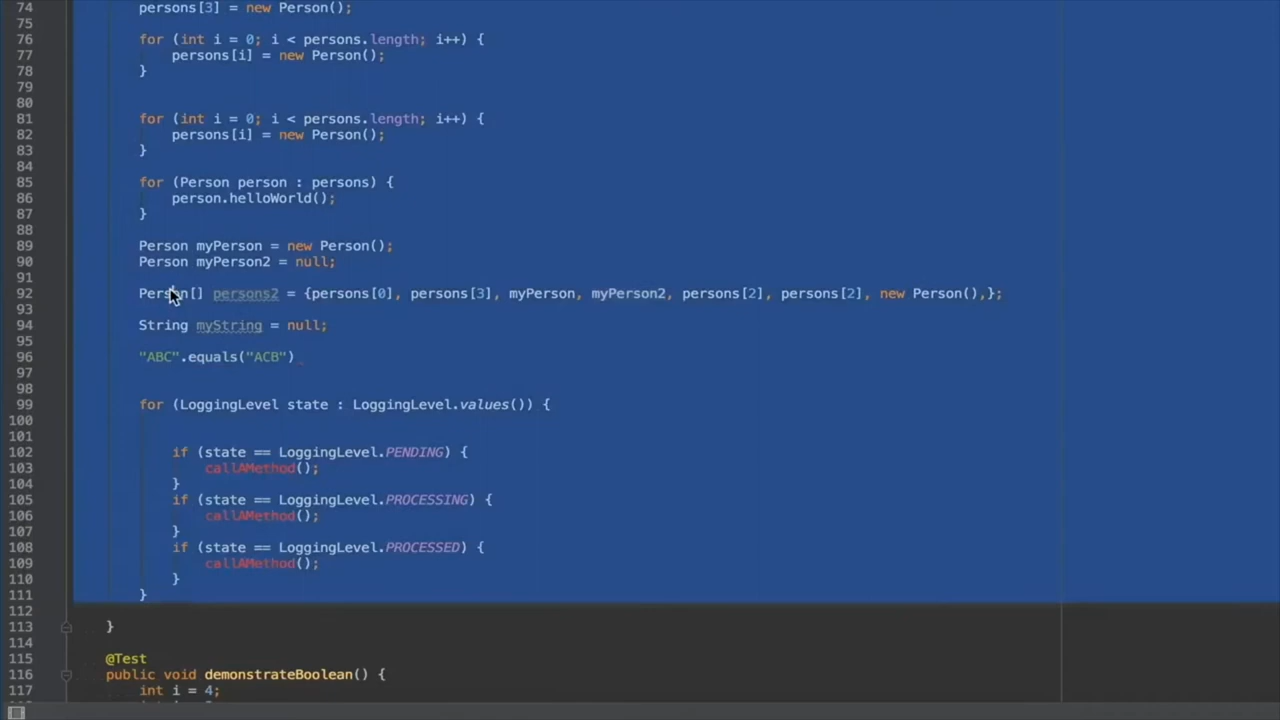 74 persons[3] = new Person();
75
76 for (int i = 0; i < persons.length; i++) {
77 persons[i] = new Person();
78 }
79
80
81 for (int i = 0; i < persons.length; i++) {
82 persons[i] = new Person();
83 }
84
85 for (Person person : persons) {
86 person.helloWorld();
87 }
88
89 Person myPerson = new Person();
90 Person myPerson2 = null;
91
92 Person[] persons2 = {persons[0], persons[3], myPerson, myPerson2, persons[2], persons[2], new Person(),};
93
94 String myString = null;
95
96 "ABC".equals("ACB")
97
98
99 for (LoggingLevel state : LoggingLevel.values()) {
100
101
102 if (state == LoggingLevel.PENDING) {
103 callAMethod();
104 }
105 if (state == LoggingLevel.PROCESSING) {
106 callAMethod();
107 }
108 if (state == LoggingLevel.PROCESSED) {
109 callAMethod();
110 }
111 }
112
113 }
114
115 @Test
116 public void demonstrateBoolean() {
117 int i = 4;